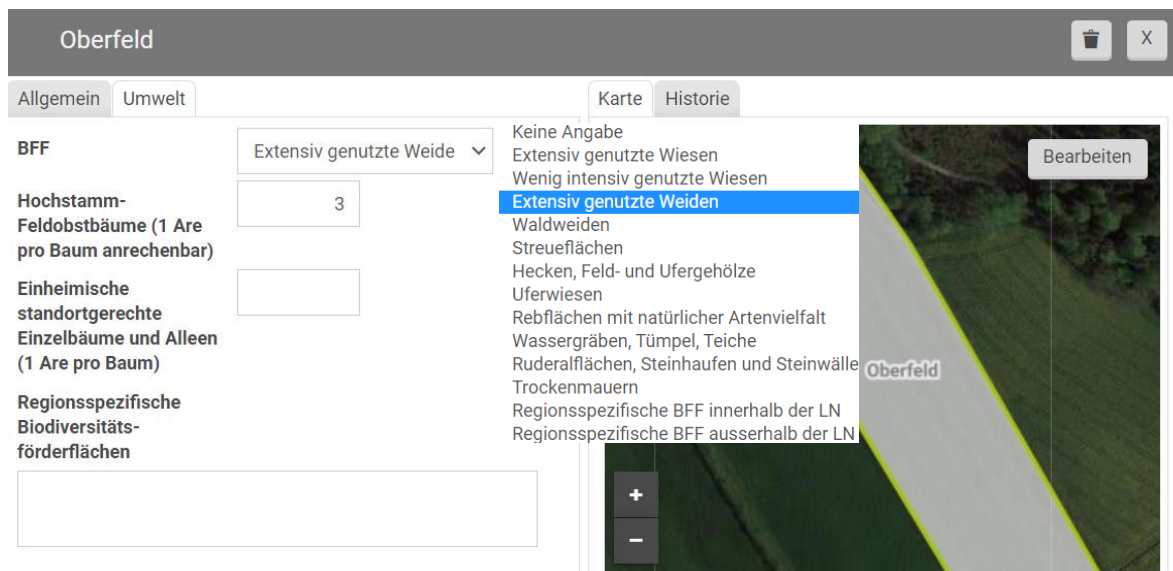 Oberfeld
X
Allgemein
Umwelt
Karte
Historie
BFF
Extensiv genutzte Weide
Hochstamm-
Feldobstbäume (1 Are
pro Baum anrechenbar)
3
Einheimische
standortgerechte
Einzelbäume und Alleen
(1 Are pro Baum)
Regionsspezifische
Biodiversitäts-
förderflächen
Keine Angabe
Extensiv genutzte Wiesen
Wenig intensiv genutzte Wiesen
Extensiv genutzte Weiden
Waldweiden
Streueflächen
Hecken, Feld- und Ufergehölze
Uferwiesen
Rebflächen mit natürlicher Artenvielfalt
Wassergräben, Tümpel, Teiche
Ruderalflächen, Steinhaufen und Steinwälle
Trockenmauern
Regionsspezifische BFF innerhalb der LN
Regionsspezifische BFF ausserhalb der LN
Bearbeiten
Oberfeld
+
−